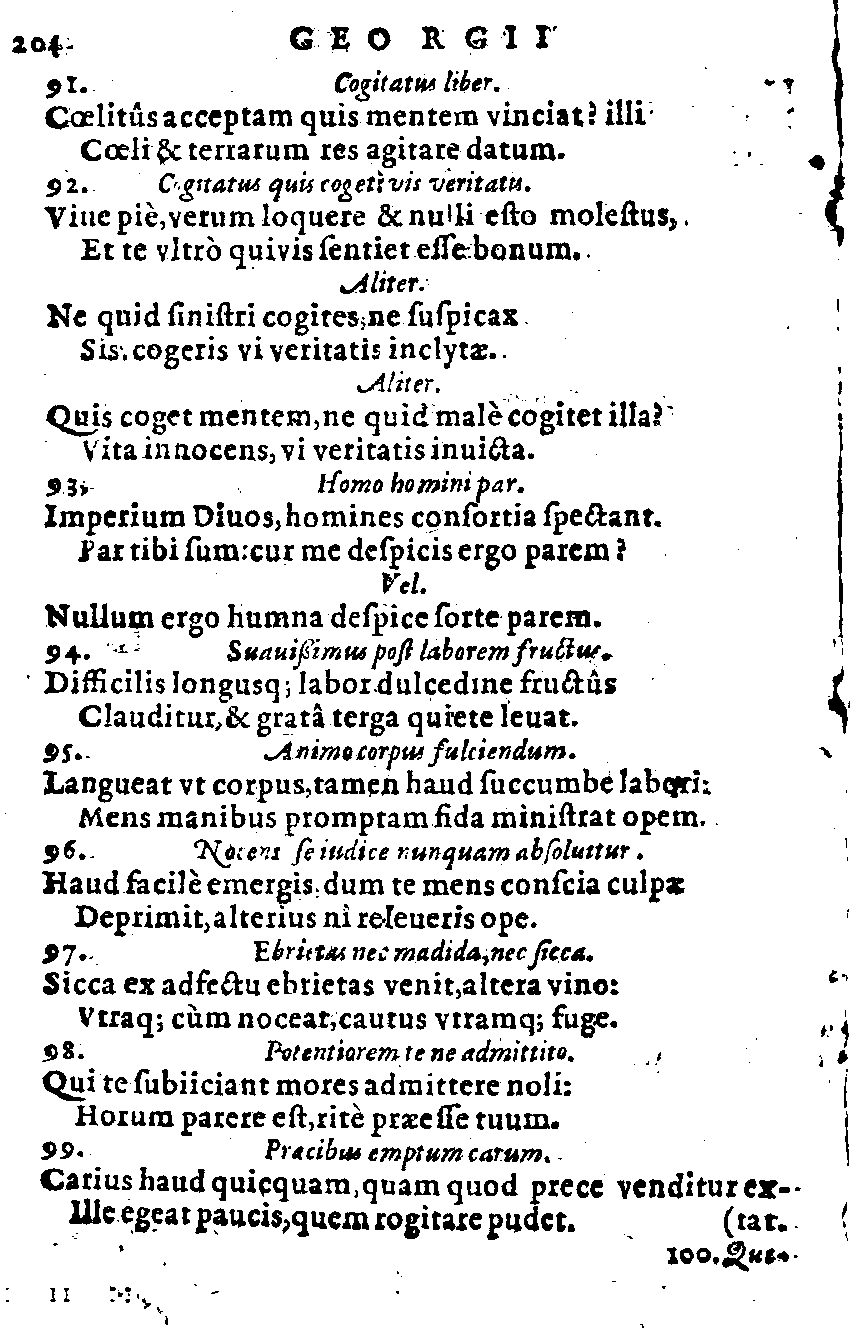 204. GEORGII
91. Cogitatus liber.
Cœlitûs acceptam quis mentem vinciat? illi
Cœli & terrarum res agitare datum.
92. Cogitatus quis coget? vis veritatis.
Viue piè, verum loquere & nulli eſto moleſtus,
Et te vltrò quivis ſentiet eſſe bonum.
Aliter.
Ne quid ſiniſtri cogites; ne ſuſpicax
Sis: cogeris vi veritatis inclytæ.
Aliter.
Quis coget mentem, ne quid malè cogitet illa?
Vita innocens, vi veritatis inuicta.
93. Homo homini par.
Imperium Diuos, homines conſortia ſpectant.
Par tibi ſum: cur me deſpicis ergo parem?
Vel.
Nullum ergo humna deſpice ſorte parem.
94. Suauißimus poſt laborem fructus.
Difficilis longusq; labor dulcedine fructûs
Clauditur, & gratâ terga quiete leuat.
95. Animo corpus fulciendum.
Langueat vt corpus, tamen haud ſuccumbe labori:
Mens manibus promptam fida miniſtrat opem.
96. Nocens ſe iudice nunquam abſoluitur.
Haud facilè emergis, dum te mens conſcia culpæ
Deprimit, alterius ni releueris ope.
97. Ebrietas nec madida, nec ſicca.
Sicca ex adfectu ebrietas venit, altera vino:
Vtraq; cùm noceat, cautus vtramq; fuge.
98. Potentiorem te ne admittito.
Qui te ſubiiciant mores admittere noli:
Horum parere eſt, ritè præeſſe tuum.
99. Præcibus emptum carum.
Carius haud quicquam, quam quod prece venditur ex-
Ille egeat paucis, quem rogitare pudet. (tat.
100. Quæ